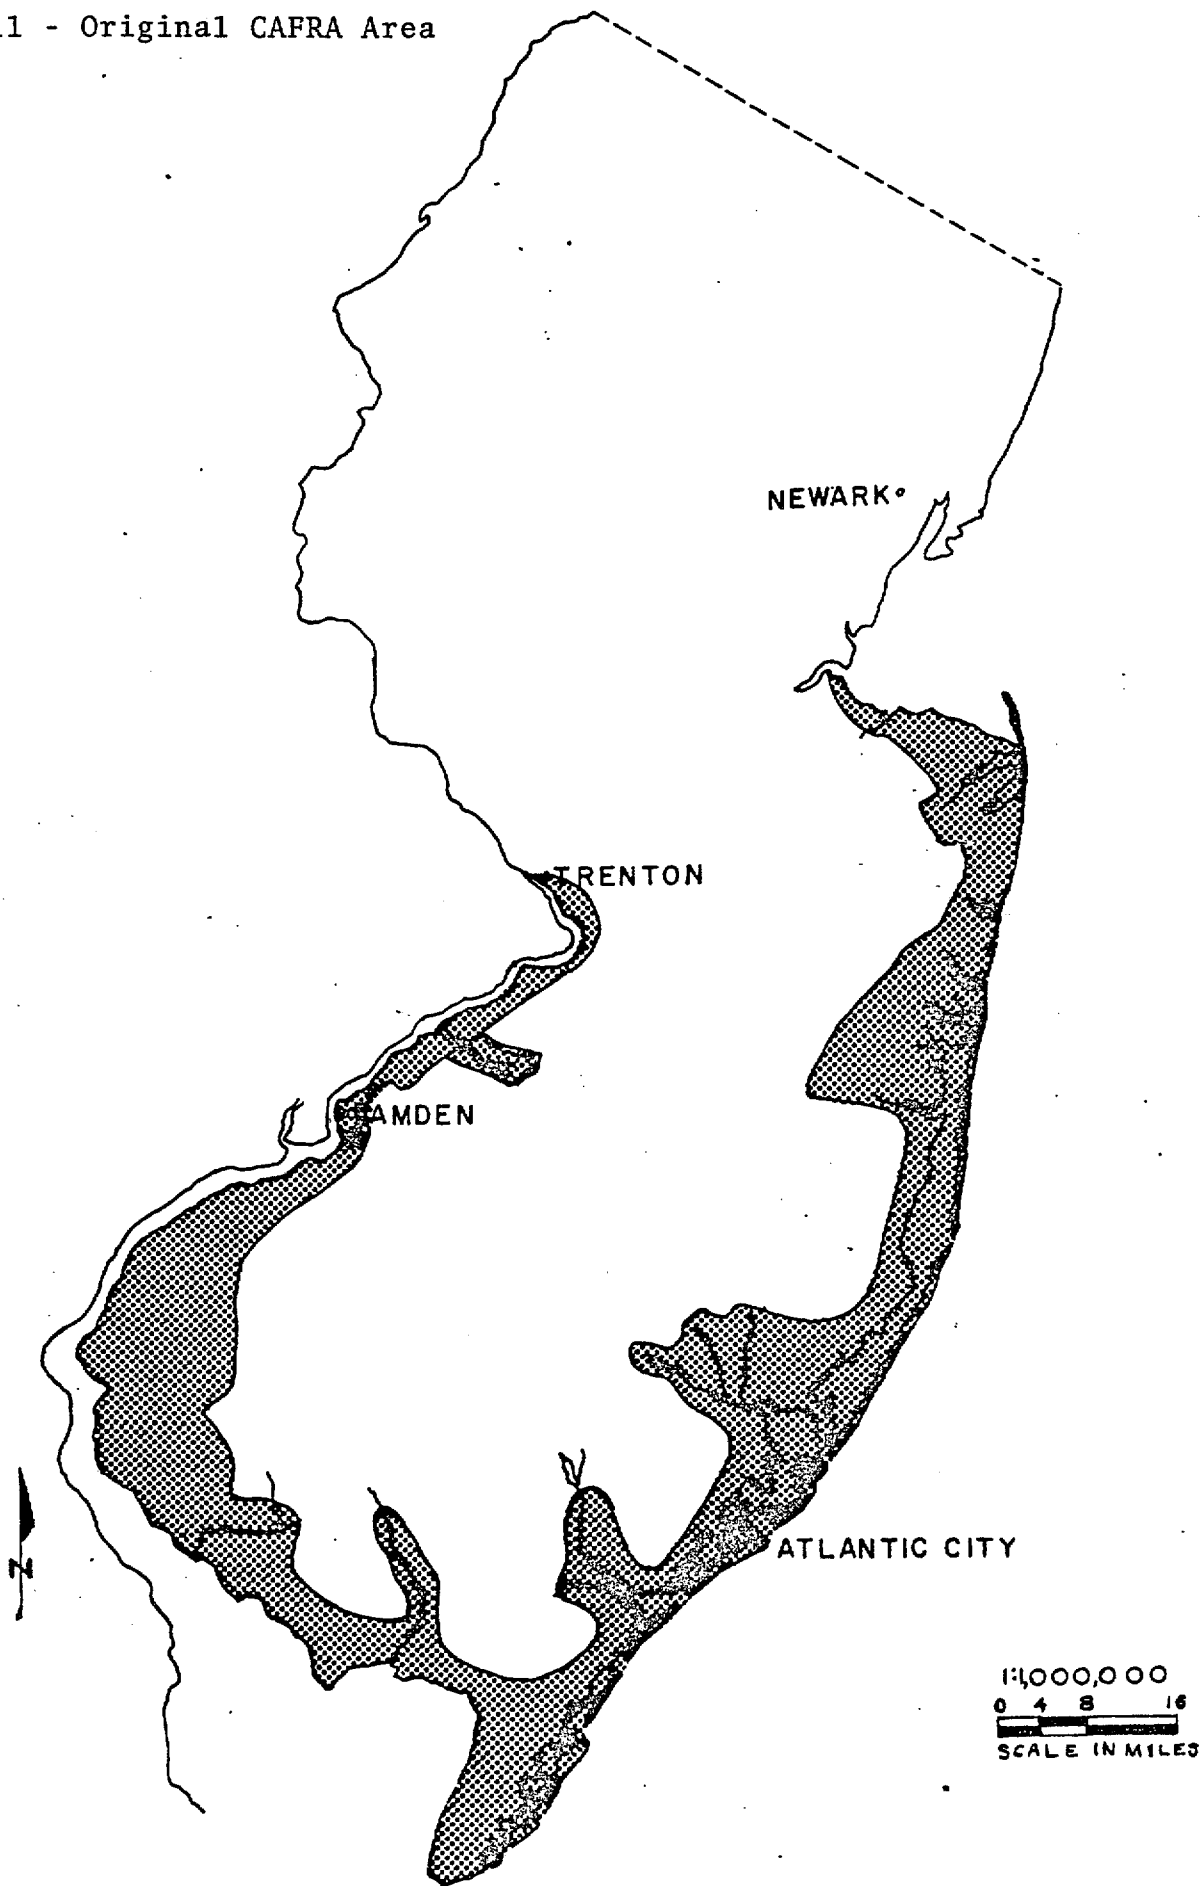 11 - Original CAFRA Area
NEWARK
TRENTON
CAMDEN
ATLANTIC CITY
N
1:1,000,000
0 4 8 16
SCALE IN MILES